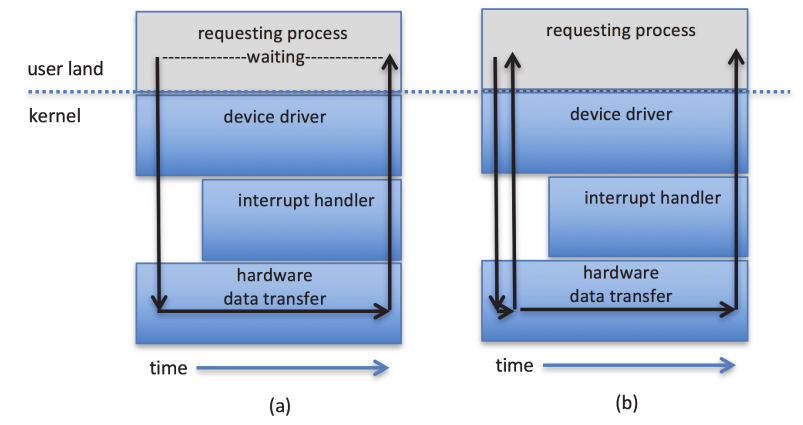 requesting process
waiting
user land
kernel
device driver
interrupt handler
hardware
data transfer
time
(a)
requesting process
device driver
interrupt handler
hardware
data transfer
time
(b)